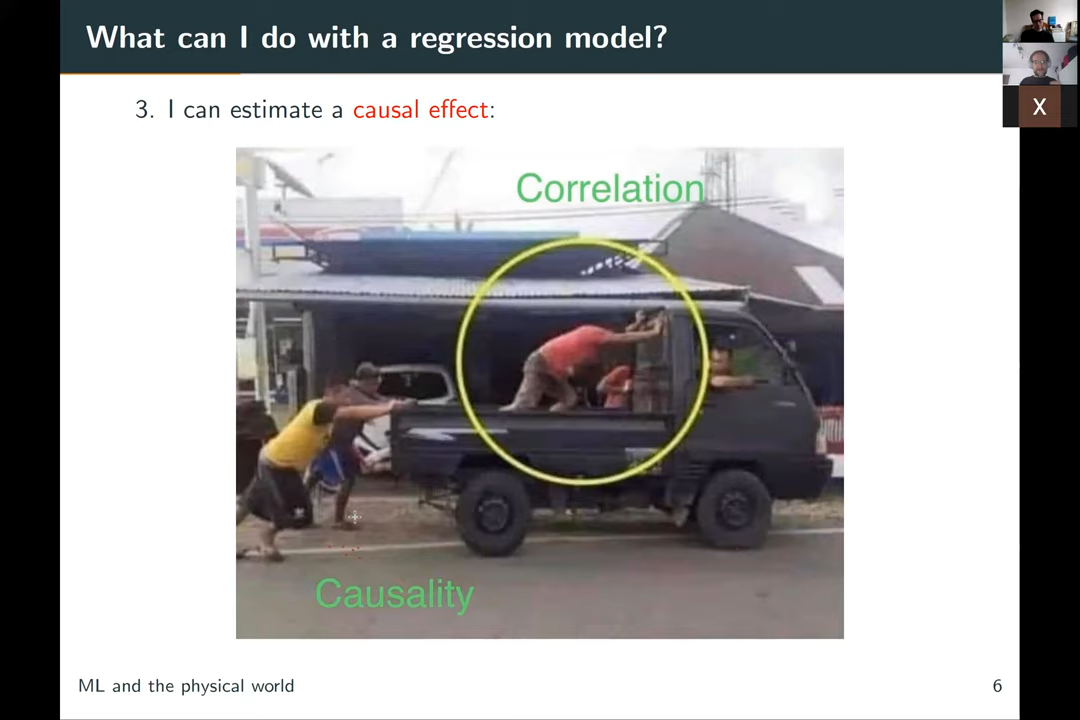 What can I do with a regression model?
X
3. I can estimate a causal effect:
Correlation
Causality
ML and the physical world
6